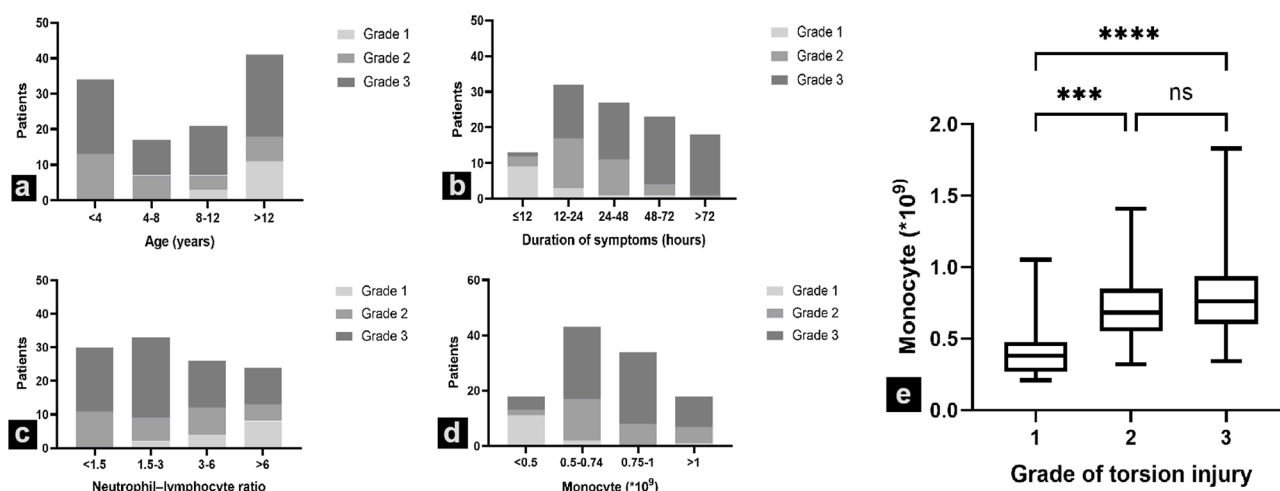 50
40
30
20
10
0
Patients
Grade 1
Grade 2
Grade 3
<4 4-8 8-12 >12
Age (years)
a
50
40
30
20
10
0
Patients
Grade 1
Grade 2
Grade 3
≤12 12-24 24-48 48-72 >72
Duration of symptoms (hours)
b
50
40
30
20
10
0
Patients
Grade 1
Grade 2
Grade 3
<1.5 1.5-3 3-6 >6
Neutrophil–lymphocyte ratio
c
60
40
20
0
Patients
Grade 1
Grade 2
Grade 3
<0.5 0.5-0.74 0.75-1 >1
Monocyte (*10⁹)
d
****
*** ns
2.0
1.5
1.0
0.5
0.0
Monocyte (*10⁹⁾
1 2 3
Grade of torsion injury
e